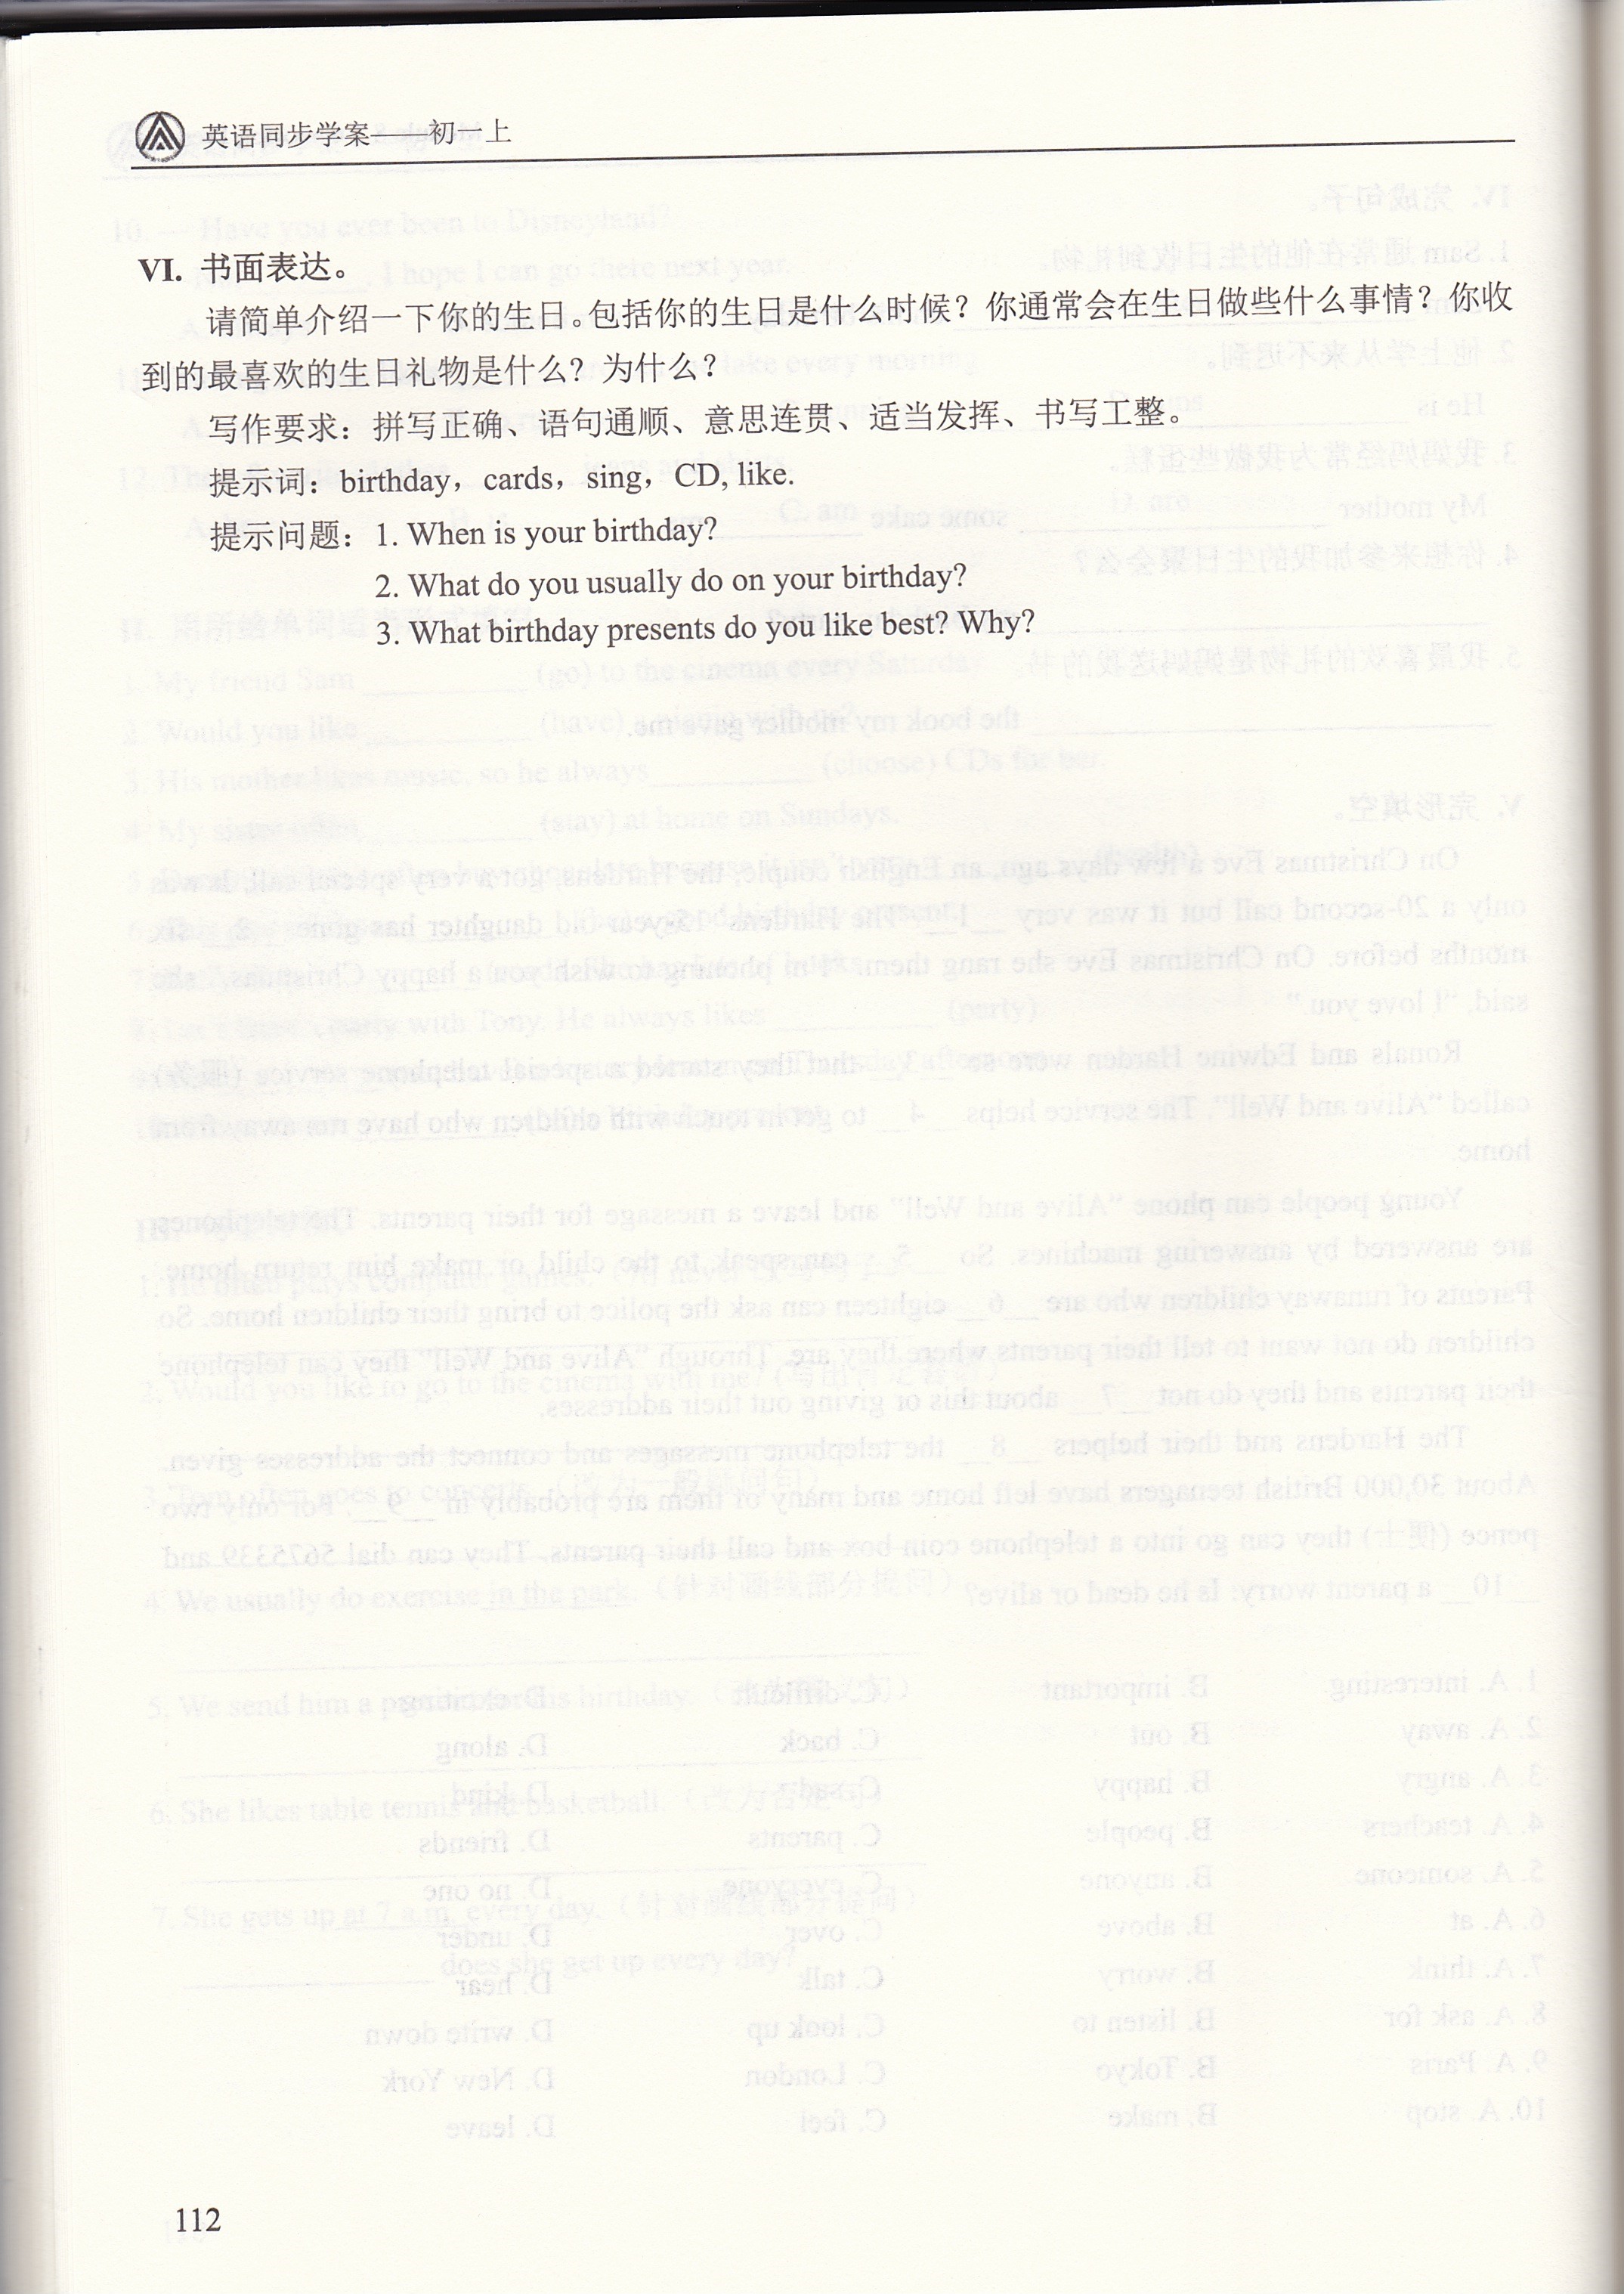 英语同步学案——初一上
VI. 书面表达。
请简单介绍一下你的生日。包括你的生日是什么时候？你通常会在生日做些什么事情？你收
到的最喜欢的生日礼物是什么？为什么？
写作要求：拼写正确、语句通顺、意思连贯、适当发挥、书写工整。
提示词：birthday，cards，sing，CD, like.
提示问题：1. When is your birthday?
2. What do you usually do on your birthday?
3. What birthday presents do you like best? Why?
112